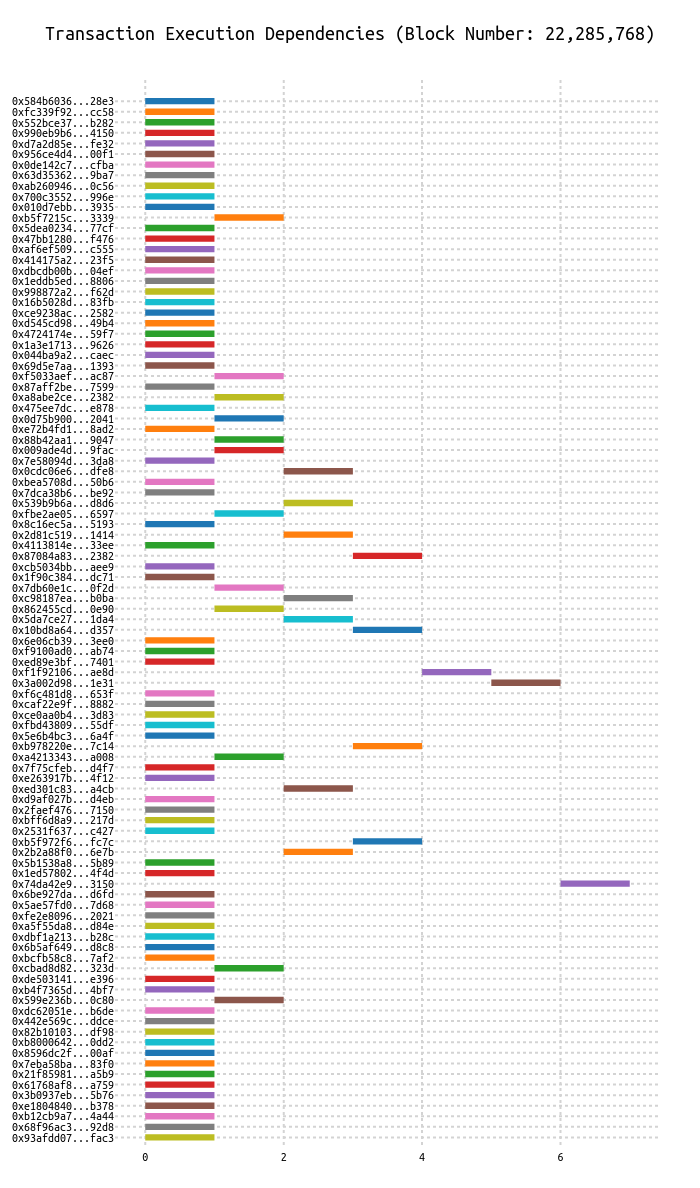 Transaction Execution Dependencies (Block Number: 22,285,768)
0x584b6036...28e3
0xfc339f92...cc58
0x552bce37...b282
0x990eb9b6...4150
0xd7a2d85e...fe32
0x956ce4d4...00f1
0x0de142c7...cfba
0x63d35362...9ba7
0xab260946...0c56
0x700c3552...996e
0x010d7ebb...3935
0xb5f7215c...3339
0x5dea0234...77cf
0x47bb1280...f476
0xaf6ef509...c555
0x414175a2...23f5
0xdbcdb00b...04ef
0x1eddb5ed...8806
0x998872a2...f62d
0x16b5028d...83fb
0xce9238ac...2582
0xd545cd98...49b4
0x4724174e...59f7
0x1a3e1713...9626
0x044ba9a2...caec
0x69d5e7aa...1393
0xf5033aef...ac87
0x87aff2be...7599
0xa8abe2ce...2382
0x475ee7dc...e878
0x0d75b900...2041
0xe72b4fd1...8ad2
0x88b42aa1...9047
0x009ade4d...9fac
0x7e58094d...3da8
0x0cdc06e6...dfe8
0xbea5708d...50b6
0x7dca38b6...be92
0x539b9b6a...d8d6
0xfbe2ae05...6597
0x8c16ec5a...5193
0x2d81c519...1414
0x4113814e...33ee
0x87084a83...2382
0xcb5034bb...aee9
0x1f90c384...dc71
0x7db60e1c...0f2d
0xc98187ea...b0ba
0x862455cd...0e90
0x5da7ce27...1da4
0x10bd8a64...d357
0x6e06cb39...3ee0
0xf9100ad0...ab74
0xed89e3bf...7401
0xf1f92106...ae8d
0x3a002d98...1e31
0xf6c481d8...653f
0xcaf22e9f...8882
0xce0aa0b4...3d83
0xfbd43809...55df
0x5e6b4bc3...6a4f
0xb978220e...7c14
0xa4213343...a008
0x7f75cfeb...d4f7
0xe263917b...4f12
0xed301c83...a4cb
0xd9af027b...d4eb
0x2faef476...7150
0xbff6d8a9...217d
0x2531f637...c427
0xb5f972f6...fc7c
0x2b2a88f0...6e7b
0x5b1538a8...5b89
0x1ed57802...4f4d
0x74da42e9...3150
0x6be927da...d6fd
0x5ae57fd0...7d68
0xfe2e8096...2021
0xa5f55da8...d84e
0xdbf1a213...b28c
0x6b5af649...d8c8
0xbcfb58c8...7af2
0xcbad8d82...323d
0xde503141...e396
0xb4f7365d...4bf7
0x599e236b...0c80
0xdc62051e...b6de
0x442e569c...ddce
0x82b10103...df98
0xb8000642...0dd2
0x8596dc2f...00af
0x7eba58ba...83f0
0x21f85981...a5b9
0x61768af8...a759
0x3b0937eb...5b76
0xe1804840...b378
0xb12cb9a7...4a44
0x68f96ac3...92d8
0x93afdd07...fac3
0 2 4 6